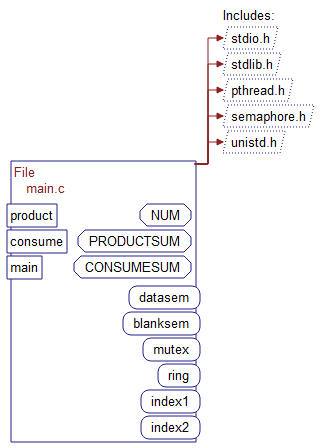 Includes:
stdio.h
stdlib.h
pthread.h
semaphore.h
unistd.h
File
main.c
product
NUM
consume
PRODUCTSUM
main
CONSUMESUM
datasem
blanksem
mutex
ring
index1
index2